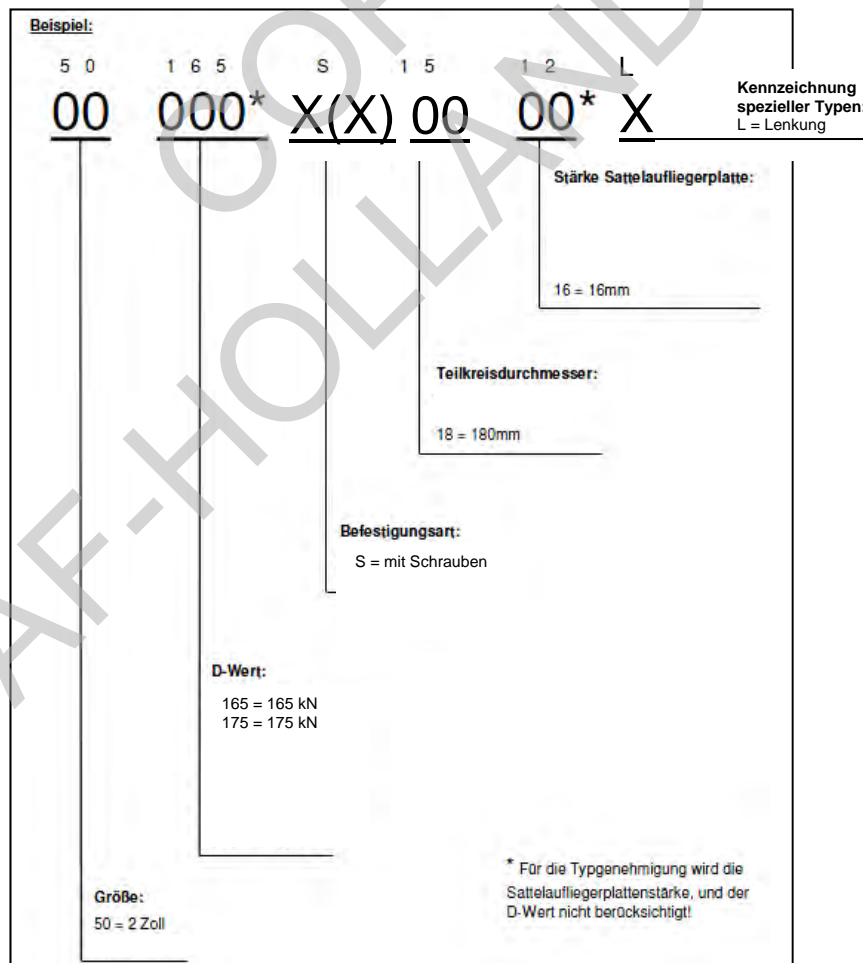 Beispiel:
5 0 1 6 5 S 1 5 1 2 L
00 000* X(X) 00 00* X
Kennzeichnung
spezieller Typen:
L = Lenkung
Stärke Sattelaufliegerplatte:
16 = 16mm
Teilkreisdurchmesser:
18 = 180mm
Befestigungsart:
S = mit Schrauben
D-Wert:
165 = 165 kN
175 = 175 kN
* Für die Typgenehmigung wird die
Sattelaufliegerplattenstärke, und der
D-Wert nicht berücksichtigt!
Größe:
50 = 2 Zoll
AF-HOLLAND